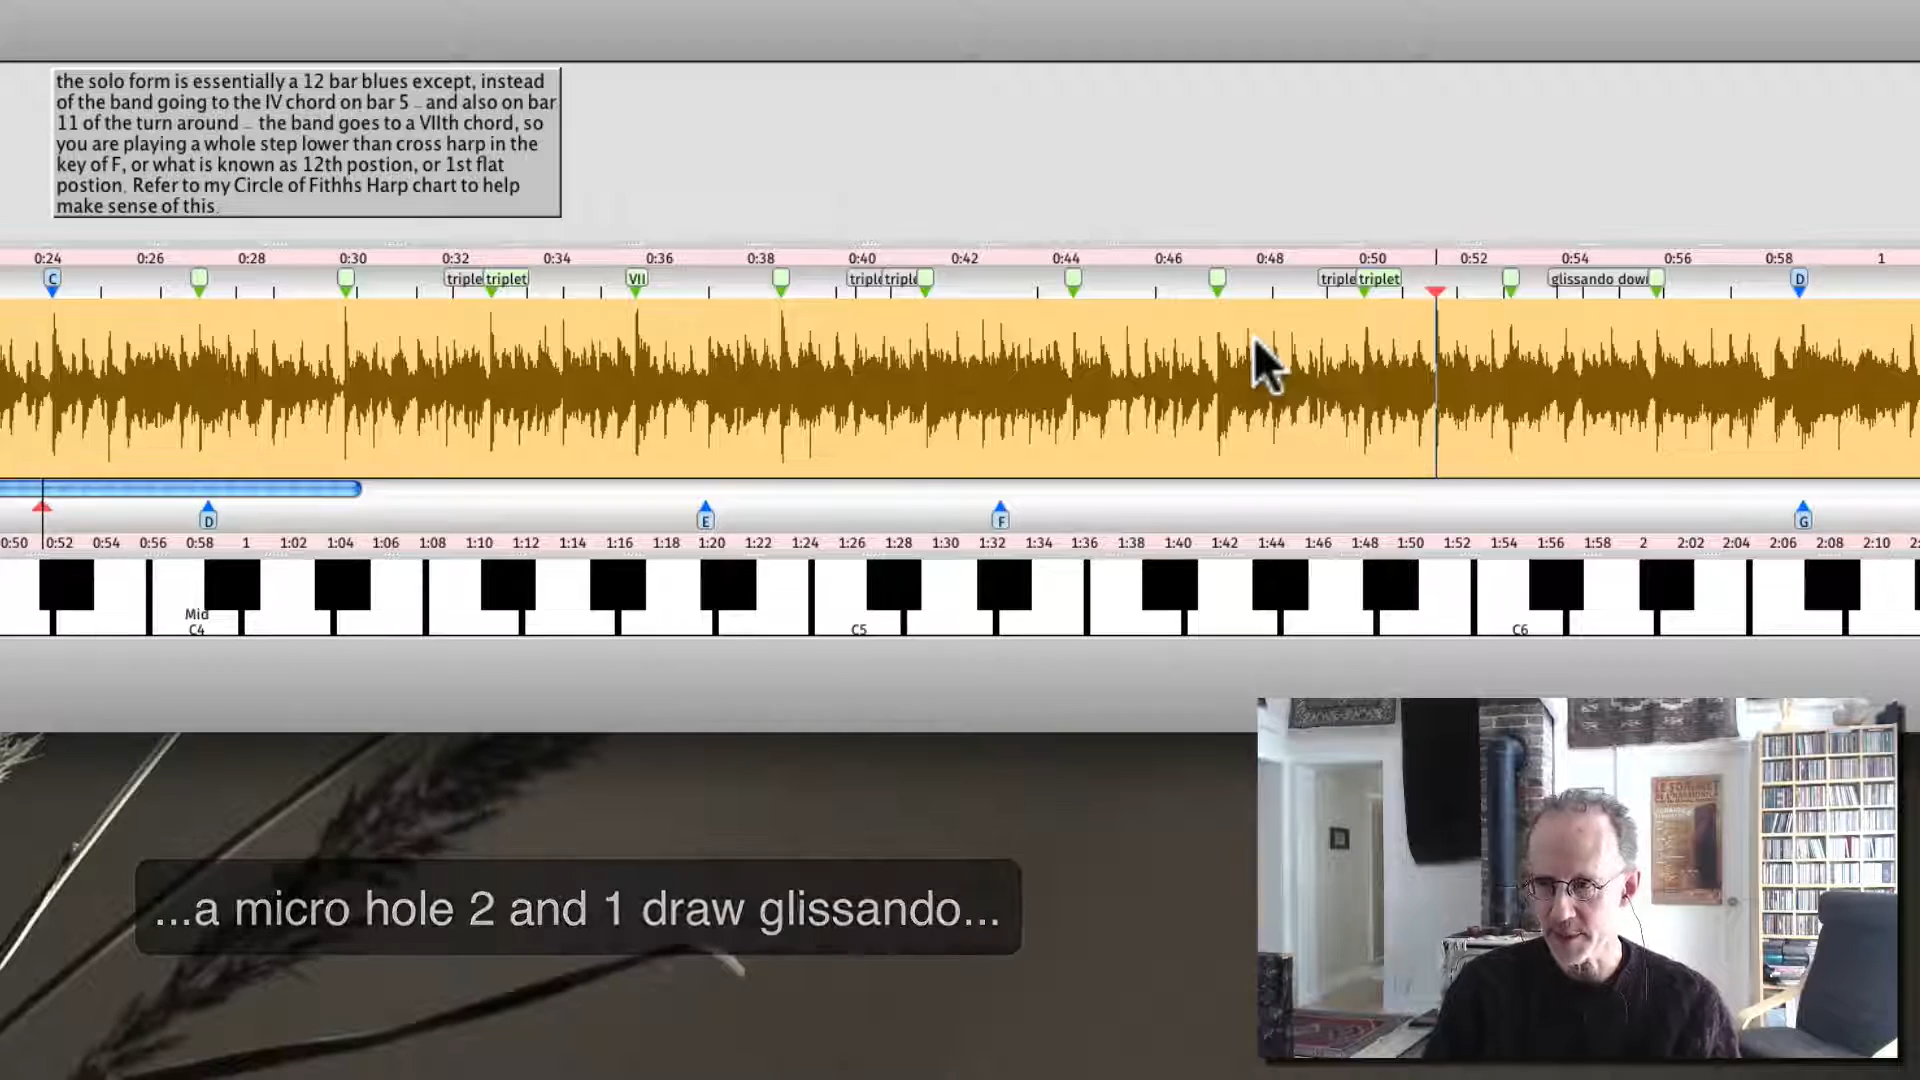 the solo form is essentially a 12 bar blues except, instead
of the band going to the IV chord on bar 5 - and also on bar
11 of the turn around - the band goes to a VIIth chord, so
you are playing a whole step lower than cross harp in the
key of F, or what is known as 12th postion, or 1st flat
postion. Refer to my Circle of Fithhs Harp chart to help
make sense of this.
0:24 0:26 0:28 0:30 0:32 0:34 0:36 0:38 0:40 0:42 0:44 0:46 0:48 0:50 0:52 0:54 0:56 0:58 1
C triple triplet VII triple triple triple triplet glissando down D
D E F G
0:50 0:52 0:54 0:56 0:58 1 1:02 1:04 1:06 1:08 1:10 1:12 1:14 1:16 1:18 1:20 1:22 1:24 1:26 1:28 1:30 1:32 1:34 1:36 1:38 1:40 1:42 1:44 1:46 1:48 1:50 1:52 1:54 1:56 1:58 2 2:02 2:04 2:06 2:08 2:10
Mid
C4 C5 C6
LE SOMMET
...a micro hole 2 and 1 draw glissando...